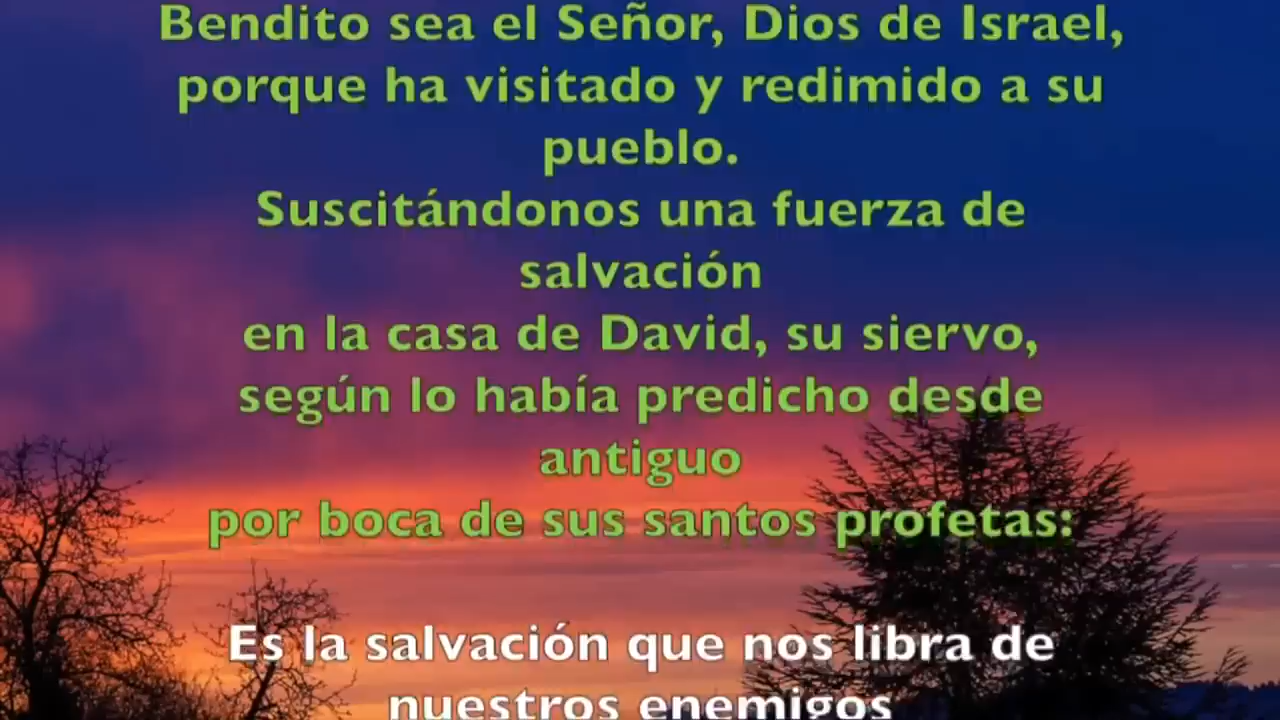 Bendito sea el Señor, Dios de Israel,
porque ha visitado y redimido a su
pueblo.
Suscitándonos una fuerza de
salvación
en la casa de David, su siervo,
según lo había predicho desde
antiguo
por boca de sus santos profetas:
Es la salvación que nos libra de
nuestros enemigos